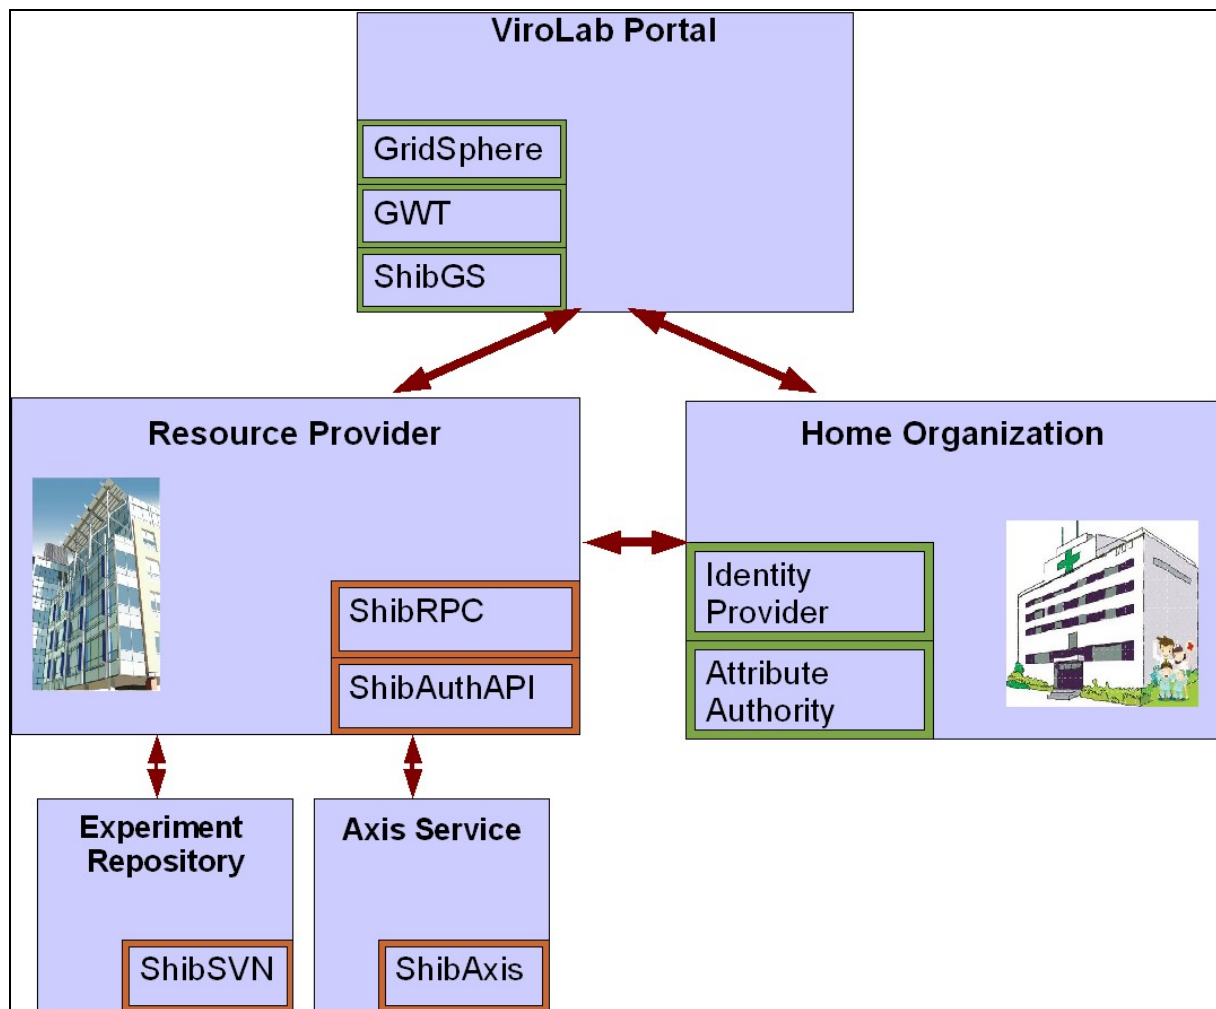 ViroLab Portal
GridSphere
GWT
ShibGS
Resource Provider
ShibRPC
ShibAuthAPI
Home Organization
Identity
Provider
Attribute
Authority
Experiment
Repository
ShibSVN
Axis Service
ShibAxis